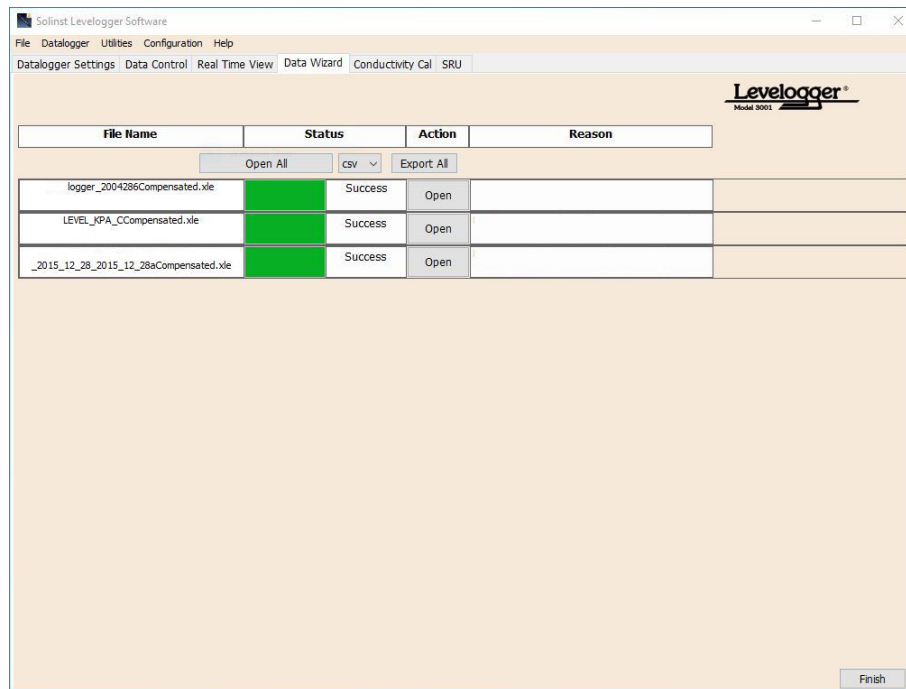 Solinst Levelogger Software
File Datalogger Utilities Configuration Help
Datalogger Settings Data Control Real Time View Data Wizard Conductivity Cal SRU
Levelogger®
Model 3001
File Name Status Action Reason
Open All csv Export All
logger_2004286Compensated.xle Success Open
LEVEL_KPA_CCompensated.xle Success Open
_2015_12_28_2015_12_28aCompensated.xle Success Open
Finish